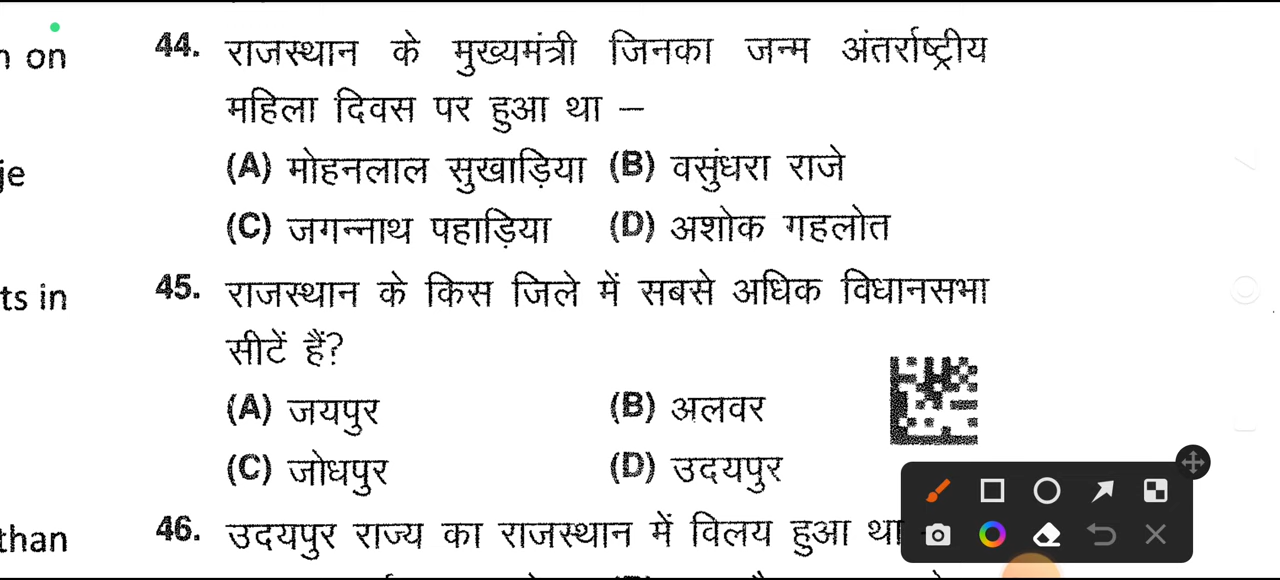 on
44. राजस्थान के मुख्यमंत्री जिनका जन्म अंतर्राष्ट्रीय
महिला दिवस पर हुआ था –
je
(A) मोहनलाल सुखाड़िया (B) वसुंधरा राजे
(C) जगन्नाथ पहाड़िया (D) अशोक गहलोत
ts in
45. राजस्थान के किस जिले में सबसे अधिक विधानसभा
सीटें हैं?
(A) जयपुर (B) अलवर
(C) जोधपुर (D) उदयपुर
than
46. उदयपुर राज्य का राजस्थान में विलय हुआ था